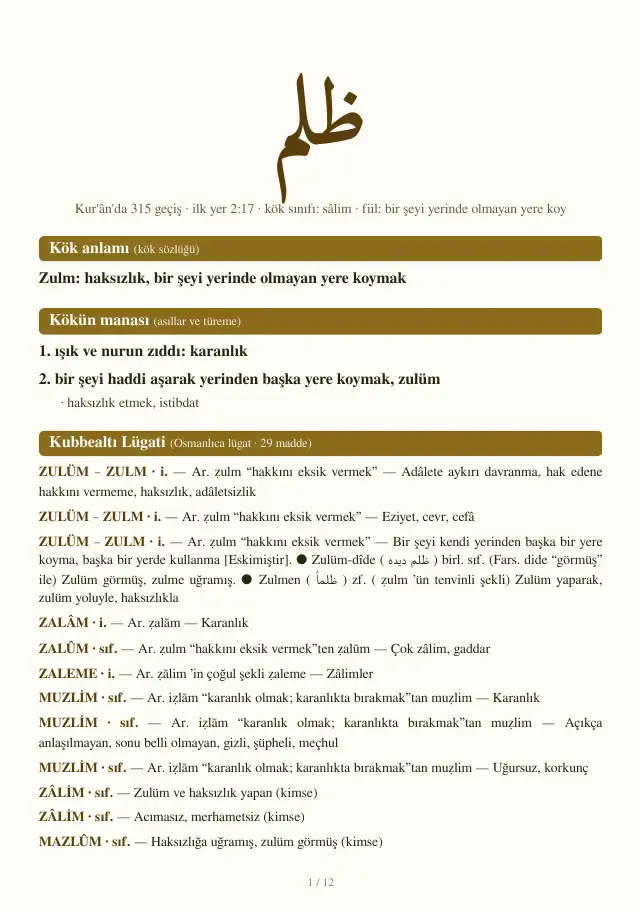 ظلم
Kur'ân'da 315 geçiş · ilk yer 2:17 · kök sınıfı: sâlim · fiil: bir şeyi yerinde olmayan yere koy
Kök anlamı (kök sözlüğü)
Zulm: haksızlık, bir şeyi yerinde olmayan yere koymak
Kökün manası (asıllar ve türeme)
1. ışık ve nurun zıddı: karanlık
2. bir şeyi haddi aşarak yerinden başka yere koymak, zulüm
· haksızlık etmek, istibdat
Kubbealtı Lügati (Osmanlıca lügat · 29 madde)
ZULÜM – ZULM · i. — Ar. ẓulm “hakkını eksik vermek” — Adâlete aykırı davranma, hak edene
hakkını vermeme, haksızlık, adâletsizlik
ZULÜM – ZULM · i. — Ar. ẓulm “hakkını eksik vermek” — Eziyet, cevr, cefâ
ZULÜM – ZULM · i. — Ar. ẓulm “hakkını eksik vermek” — Bir şeyi kendi yerinden başka bir yere
koyma, başka bir yerde kullanma [Eskimiştir]. ● Zulüm-dîde ( ظلم ديده ) birl. sıf. (Fars. dide “görmüş”
ile) Zulüm görmüş, zulme uğramış. ● Zulmen ( ظلماً ) zf. ( ẓulm ’ün tenvinli şekli) Zulüm yaparak,
zulüm yoluyle, haksızlıkla
ZALÂM · i. — Ar. ẓalām — Karanlık
ZALÛM · sıf. — Ar. ẓulm “hakkını eksik vermek”ten ẓalūm — Çok zâlim, gaddar
ZALEME · i. — Ar. ẓālim ’in çoğul şekli ẓaleme — Zâlimler
MUZLİM · sıf. — Ar. iẓlām “karanlık olmak; karanlıkta bırakmak”tan muẓlim — Karanlık
MUZLİM · sıf. — Ar. iẓlām “karanlık olmak; karanlıkta bırakmak”tan muẓlim — Açıkça
anlaşılmayan, sonu belli olmayan, gizli, şüpheli, meçhul
MUZLİM · sıf. — Ar. iẓlām “karanlık olmak; karanlıkta bırakmak”tan muẓlim — Uğursuz, korkunç
ZÂLİM · sıf. — Zulüm ve haksızlık yapan (kimse)
ZÂLİM · sıf. — Acımasız, merhametsiz (kimse)
MAZLÛM · sıf. — Haksızlığa uğramış, zulüm görmüş (kimse)
1 / 12